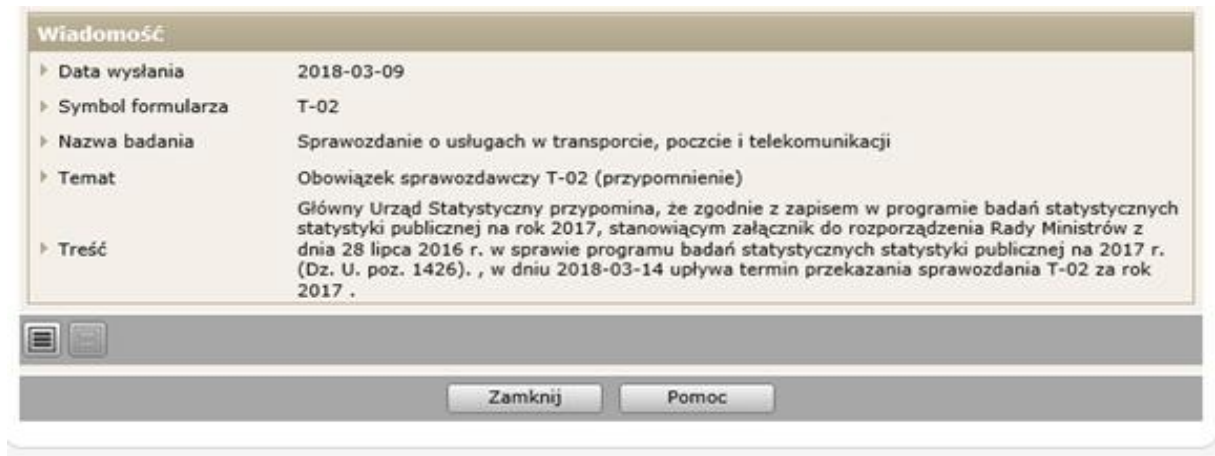 Wiadomość
Data wysłania 2018-03-09
Symbol formularza T-02
Nazwa badania Sprawozdanie o usługach w transporcie, poczcie i telekomunikacji
Temat Obowiązek sprawozdawczy T-02 (przypomnienie)
Treść Główny Urząd Statystyczny przypomina, że zgodnie z zapisem w programie badań statystycznych
statystyki publicznej na rok 2017, stanowiącym załącznik do rozporządzenia Rady Ministrów z
dnia 28 lipca 2016 r. w sprawie programu badań statystycznych statystyki publicznej na 2017 r.
(Dz. U. poz. 1426). , w dniu 2018-03-14 upływa termin przekazania sprawozdania T-02 za rok
2017 .
Zamknij Pomoc